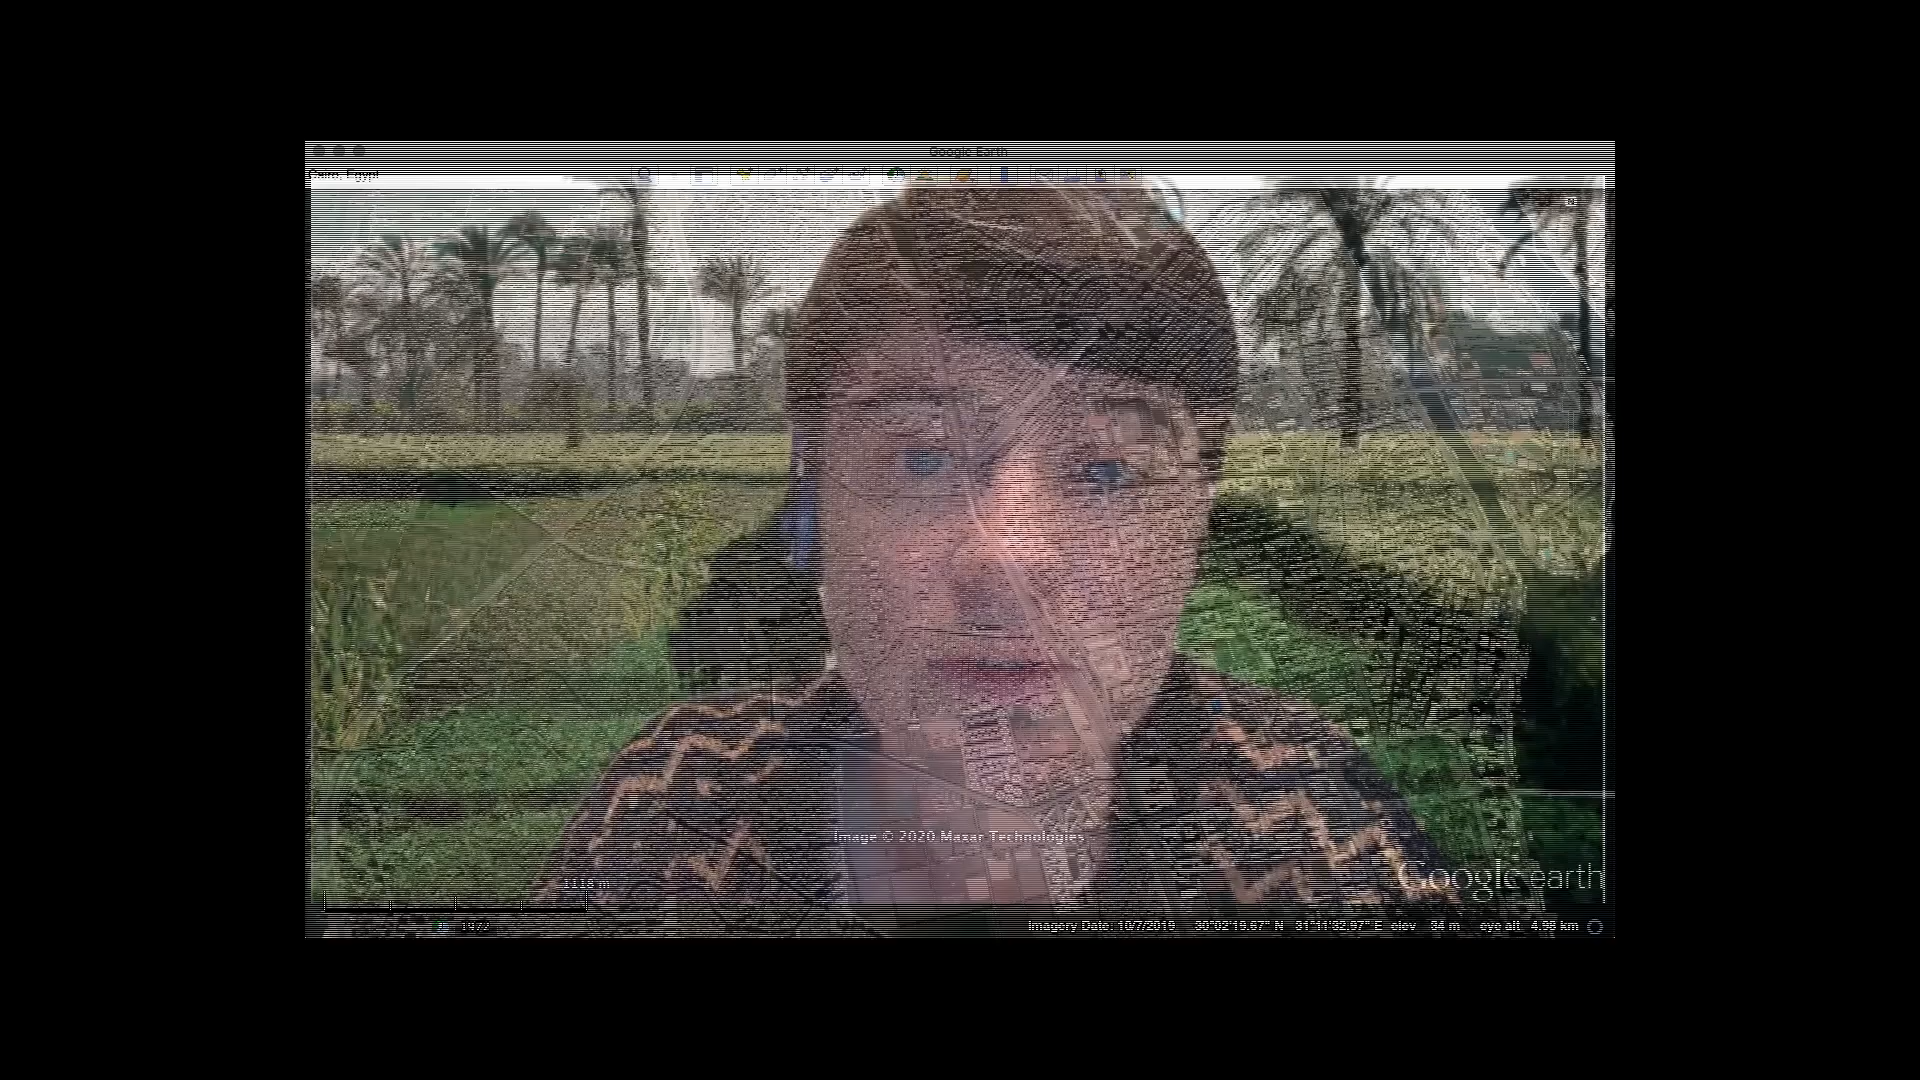 Google Earth
Cairo, Egypt
Image © 2020 Maxar Technologies
1118 m
Google earth
Imagery Date: 10/7/2019 30°02'19.67" N 31°11'32.97" E elev 34 m eye alt 4.98 km